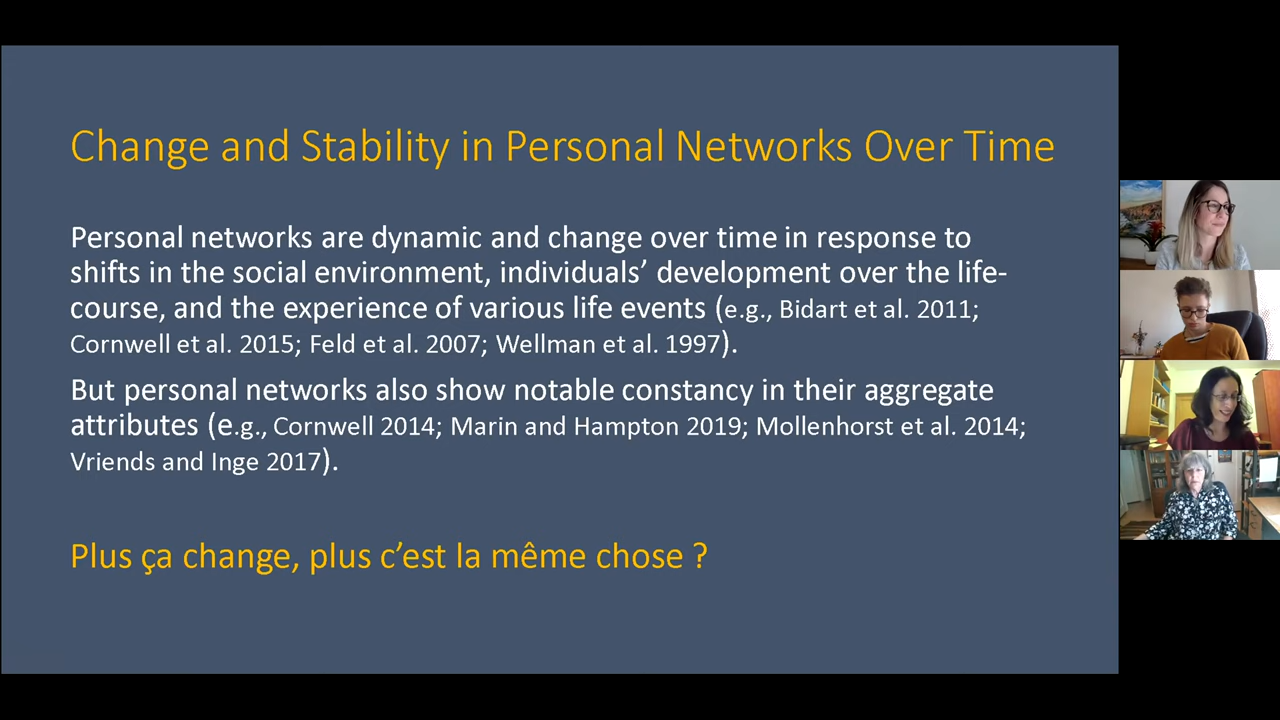 Change and Stability in Personal Networks Over Time
Personal networks are dynamic and change over time in response to
shifts in the social environment, individuals’ development over the life-
course, and the experience of various life events (e.g., Bidart et al. 2011;
Cornwell et al. 2015; Feld et al. 2007; Wellman et al. 1997).
But personal networks also show notable constancy in their aggregate
attributes (e.g., Cornwell 2014; Marin and Hampton 2019; Mollenhorst et al. 2014;
Vriends and Inge 2017).
Plus ça change, plus c’est la même chose ?